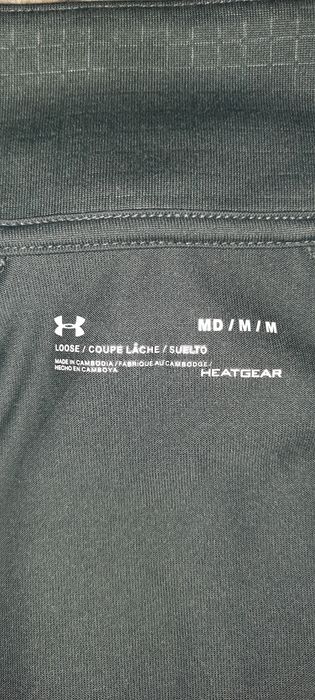 MD / M / M
LOOSE / COUPE LÂCHE / SUELTO
MADE IN CAMBODIA / FABRIQUÉ AU CAMBODGE /
HECHO EN CAMBOYA
HEATGEAR